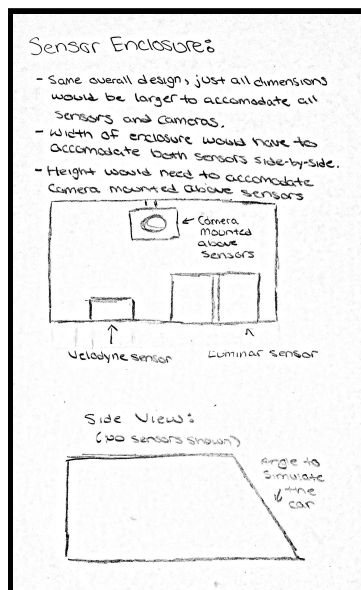 Sensor Enclosure:
- Same overall design, just all dimensions
would be larger to accomodate all
sensors and cameras.
- Width of enclosure would have to
accomodate both sensors side-by-side.
- Height would need to accomodate
camera mounted above sensors
← Camera
mounted
above
sensors
Velodyne sensor
Luminar sensor
Side View:
(NO sensors shown)
Angle to
simulate
the
car